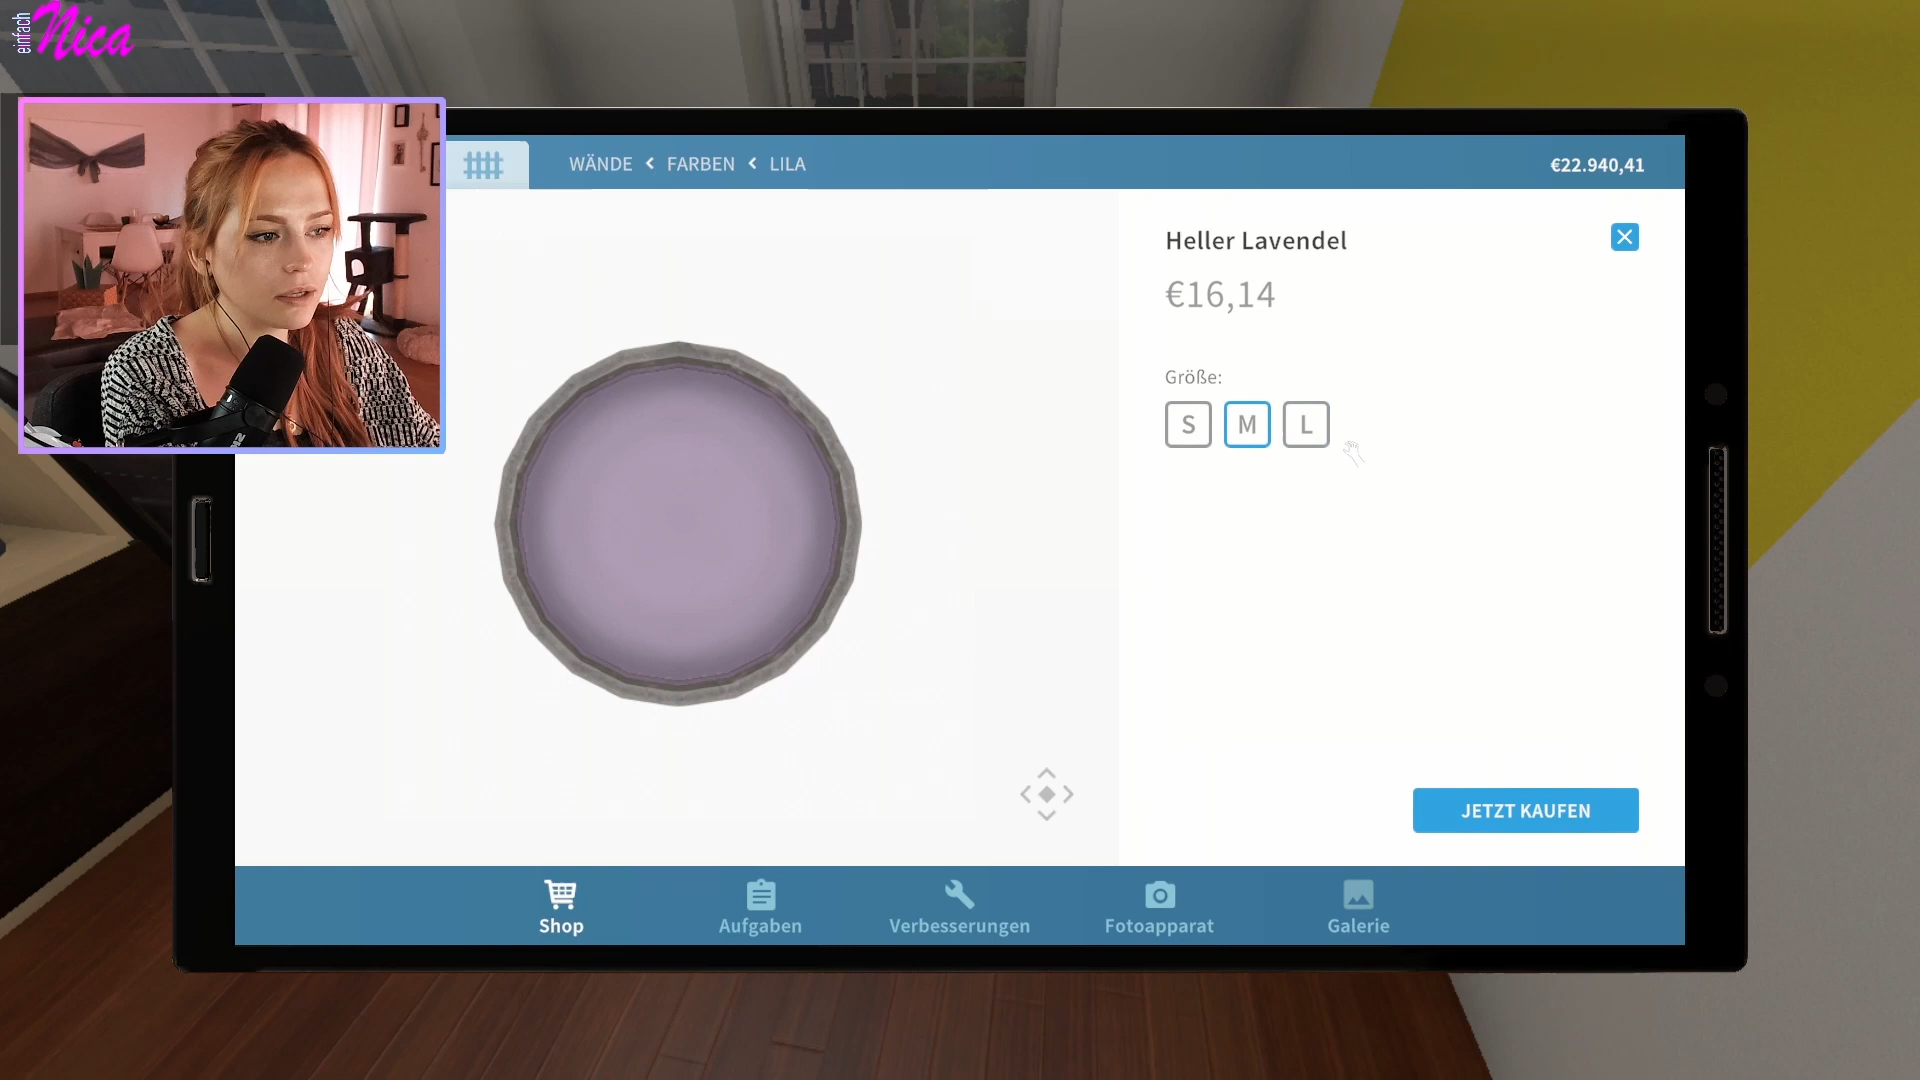 einfach
Nica
WÄNDE < FARBEN < LILA
€22.940,41
Heller Lavendel
€16,14
Größe:
S M L
JETZT KAUFEN
Shop
Aufgaben
Verbesserungen
Fotoapparat
Galerie